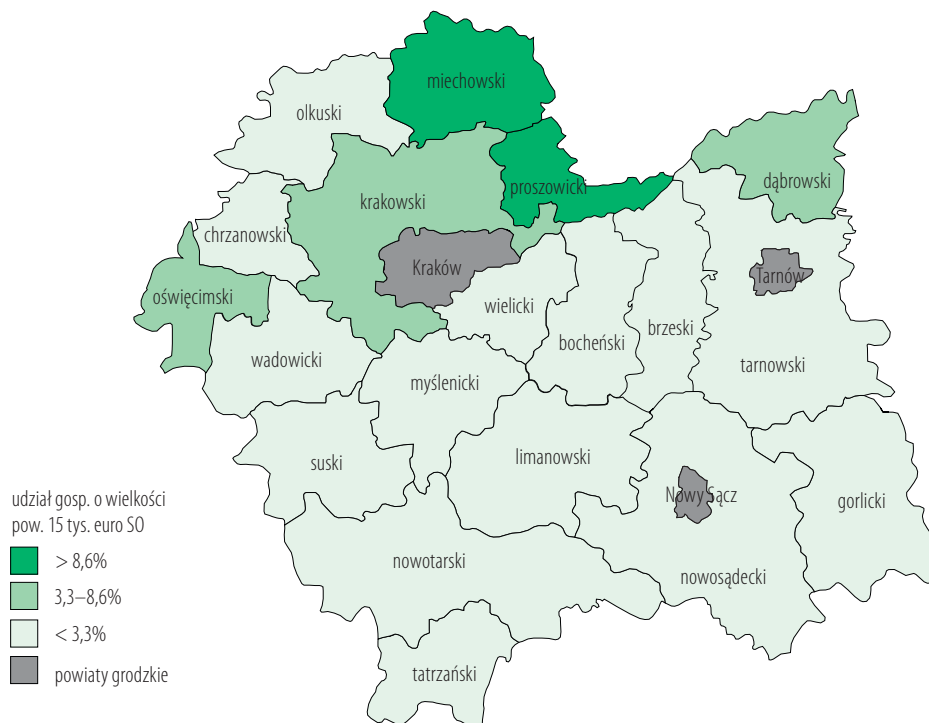 miechowski
olkuski
proszowicki
dąbrowski
krakowski
chrzanowski
Kraków
Tarnów
oświęcimski
wielicki
brzeski
bocheński
wadowicki
tarnowski
myślenicki
suski
limanowski
Nowy Sącz
gorlicki
nowotarski
nowosądecki
tatrzański
udział gosp. o wielkości
pow. 15 tys. euro SO
> 8,6%
3,3–8,6%
< 3,3%
powiaty grodzkie